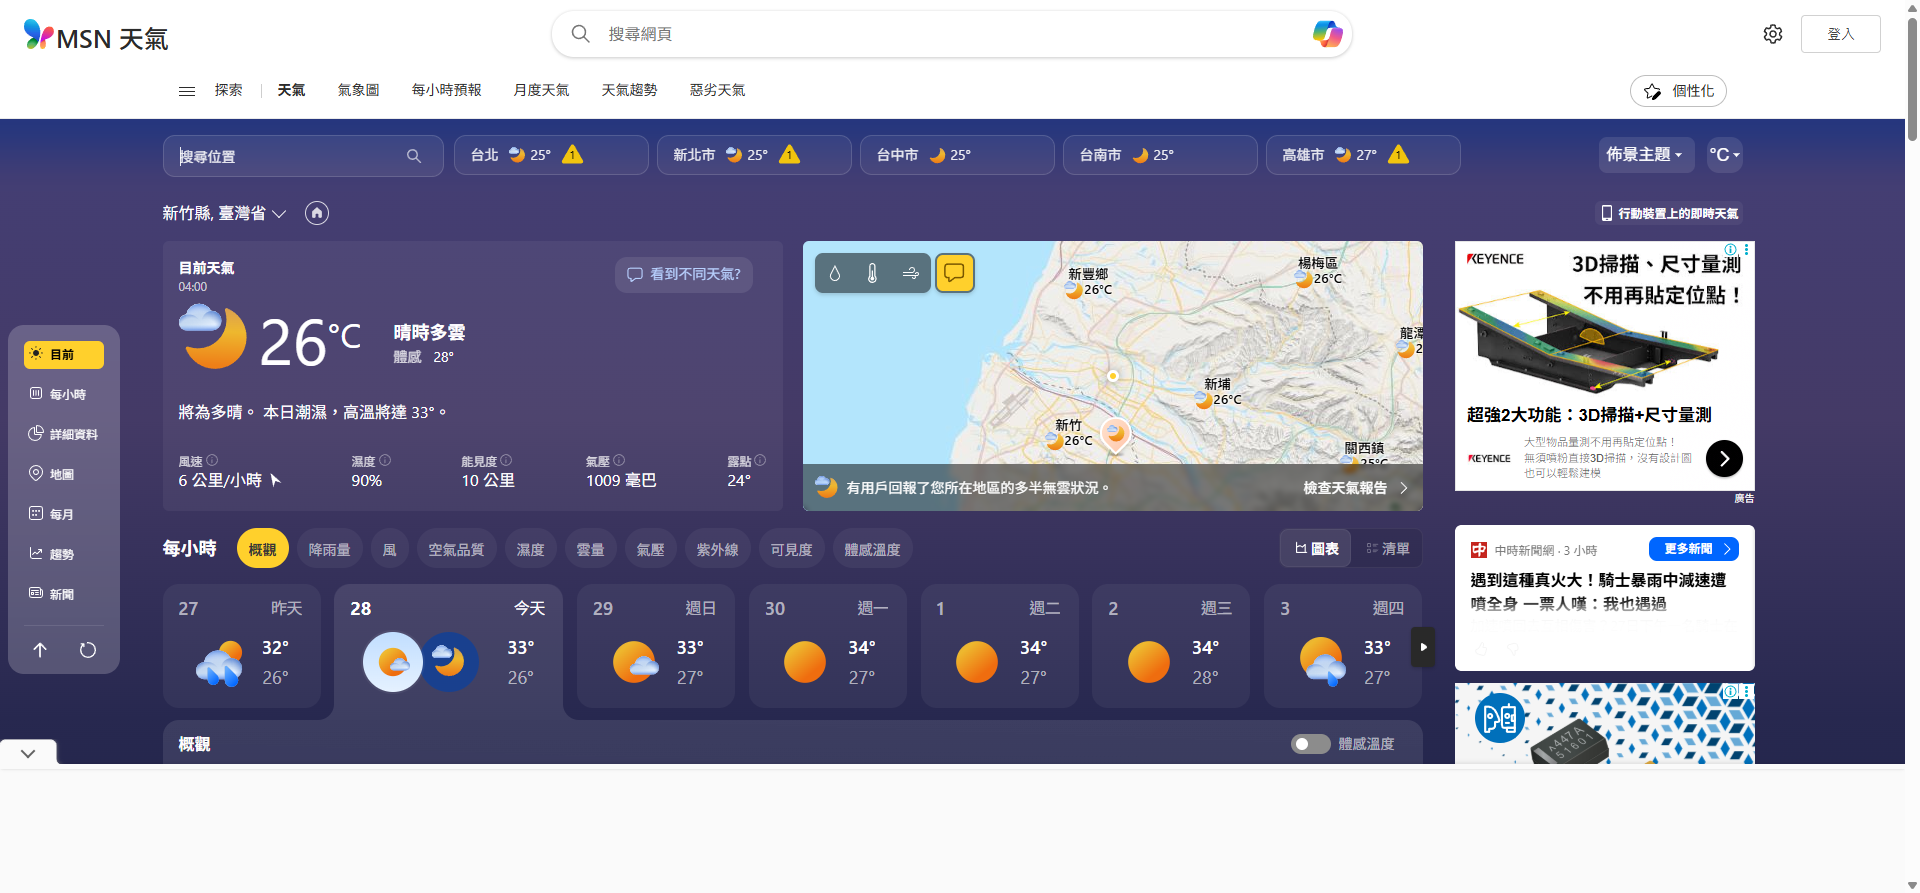 MSN 天氣
搜尋網頁
登入
探索
天氣
氣象圖
每小時預報
月度天氣
天氣趨勢
惡劣天氣
個性化
搜尋位置
台北 25° 1
新北市 25° 1
台中市 25°
台南市 25°
高雄市 27° 1
佈景主題
°C
新竹縣, 臺灣省
行動裝置上的即時天氣
目前天氣
04:00
看到不同天氣?
26°C
晴時多雲
體感 28°
將為多晴。 本日潮濕，高溫將達 33°。
風速
6 公里/小時
濕度
90%
能見度
10 公里
氣壓
1009 毫巴
露點
24°
新豐鄉
26°C
楊梅區
26°C
龍潭
2
新埔
26°C
新竹
26°C
關西鎮
25°C
有用戶回報了您所在地區的多半無雲狀況。
檢查天氣報告
KEYENCE
3D掃描、尺寸量測
不用再貼定位點！
超強2大功能：3D掃描+尺寸量測
KEYENCE
大型物品量測不用再貼定位點！
無須噴粉直接3D掃描，沒有設計圖
也可以輕鬆建模
廣告
目前
每小時
詳細資料
地圖
每月
趨勢
新聞
每小時
概觀
降雨量
風
空氣品質
濕度
雲量
氣壓
紫外線
可見度
體感溫度
圖表
清單
27 昨天
32°
26°
28 今天
33°
26°
29 週日
33°
27°
30 週一
34°
27°
1 週二
34°
27°
2 週三
34°
28°
3 週四
33°
27°
概觀
體感溫度
中時新聞網 · 3 小時
更多新聞
遇到這種真火大！騎士暴雨中減速遭
噴全身 一票人嘆：我也遇過
447A
51601